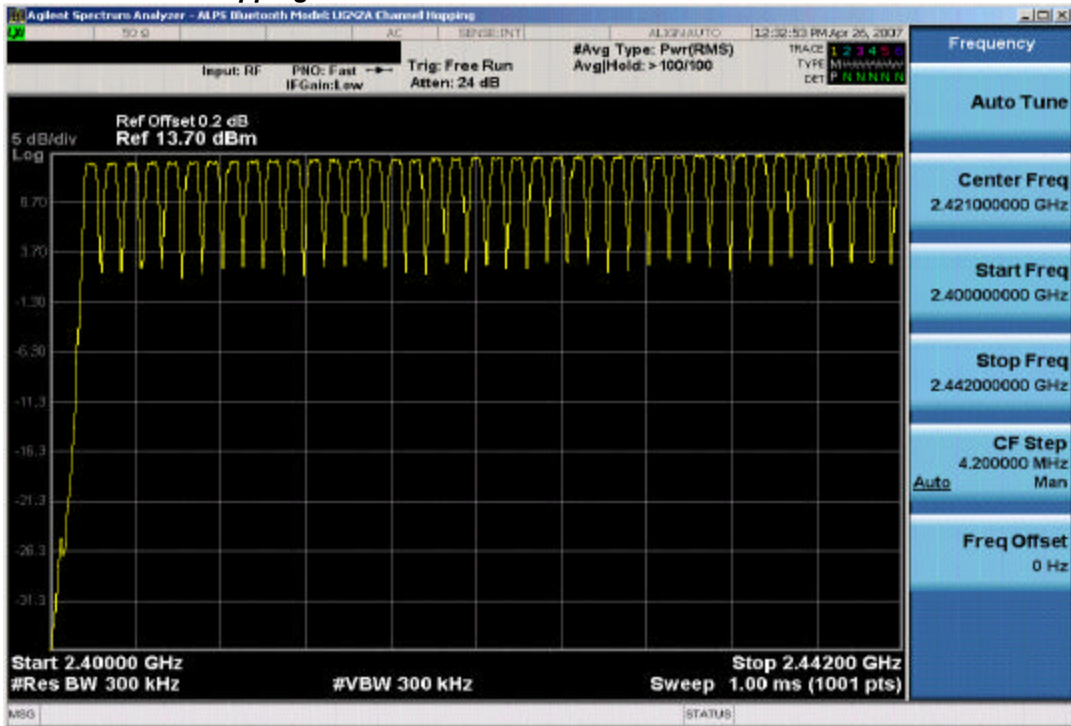 Agilent Spectrum Analyzer - ALPS Bluetooth Model: UGNZA Channel Hopping
50 Ω AC SENSE:INT ALIGN AUTO 12:32:53 PM Apr 26, 2007
Input: RF PNO: Fast Trig: Free Run #Avg Type: Pwr(RMS) TRACE 1 2 3 4 5 6
IFGain:Low Atten: 24 dB Avg|Hold: > 100/100 TYPE M
DET P N N N N N
Frequency
Auto Tune
Center Freq
2.421000000 GHz
Start Freq
2.400000000 GHz
Stop Freq
2.442000000 GHz
CF Step
4.200000 MHz
Auto Man
Freq Offset
0 Hz
Ref Offset 0.2 dB
5 dB/div Ref 13.70 dBm
Log
8.70
3.70
-1.30
-6.30
-11.3
-16.3
-21.3
-26.3
-31.3
Start 2.40000 GHz Stop 2.44200 GHz
#Res BW 300 kHz #VBW 300 kHz Sweep 1.00 ms (1001 pts)
MSG STATUS